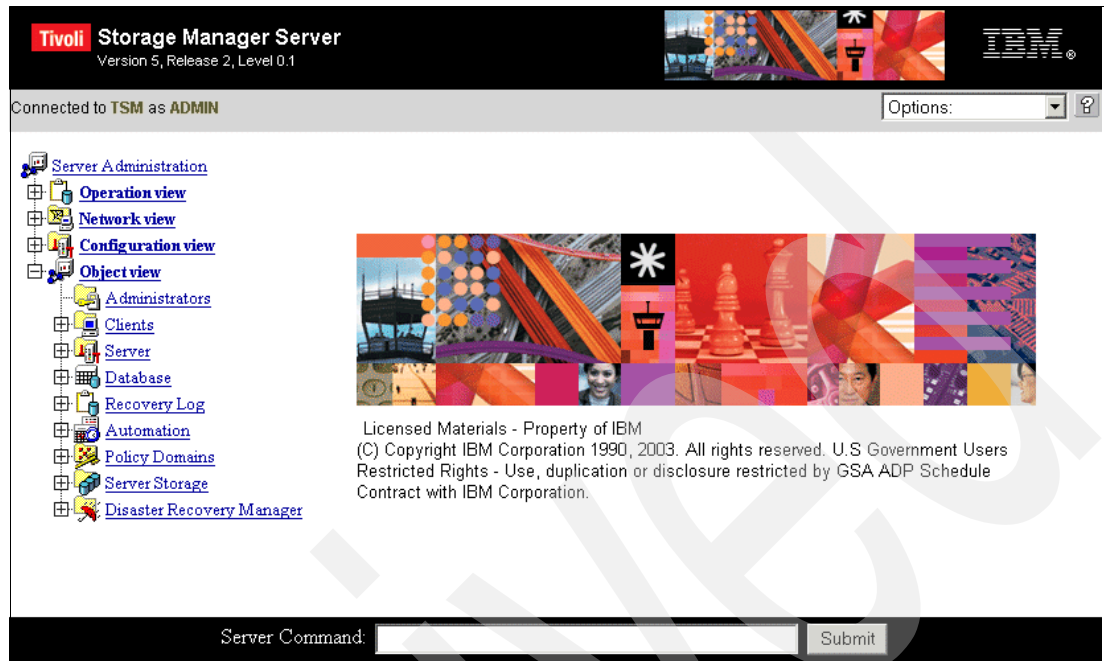 Tivoli Storage Manager Server
Version 5, Release 2, Level 0.1
IBM®
Connected to TSM as ADMIN
Options:
?
Server Administration
Operation view
Network view
Configuration view
Object view
Administrators
Clients
Server
Database
Recovery Log
Automation
Policy Domains
Server Storage
Disaster Recovery Manager
Licensed Materials - Property of IBM
(C) Copyright IBM Corporation 1990, 2003. All rights reserved. U.S Government Users
Restricted Rights - Use, duplication or disclosure restricted by GSA ADP Schedule
Contract with IBM Corporation.
Server Command:
Submit